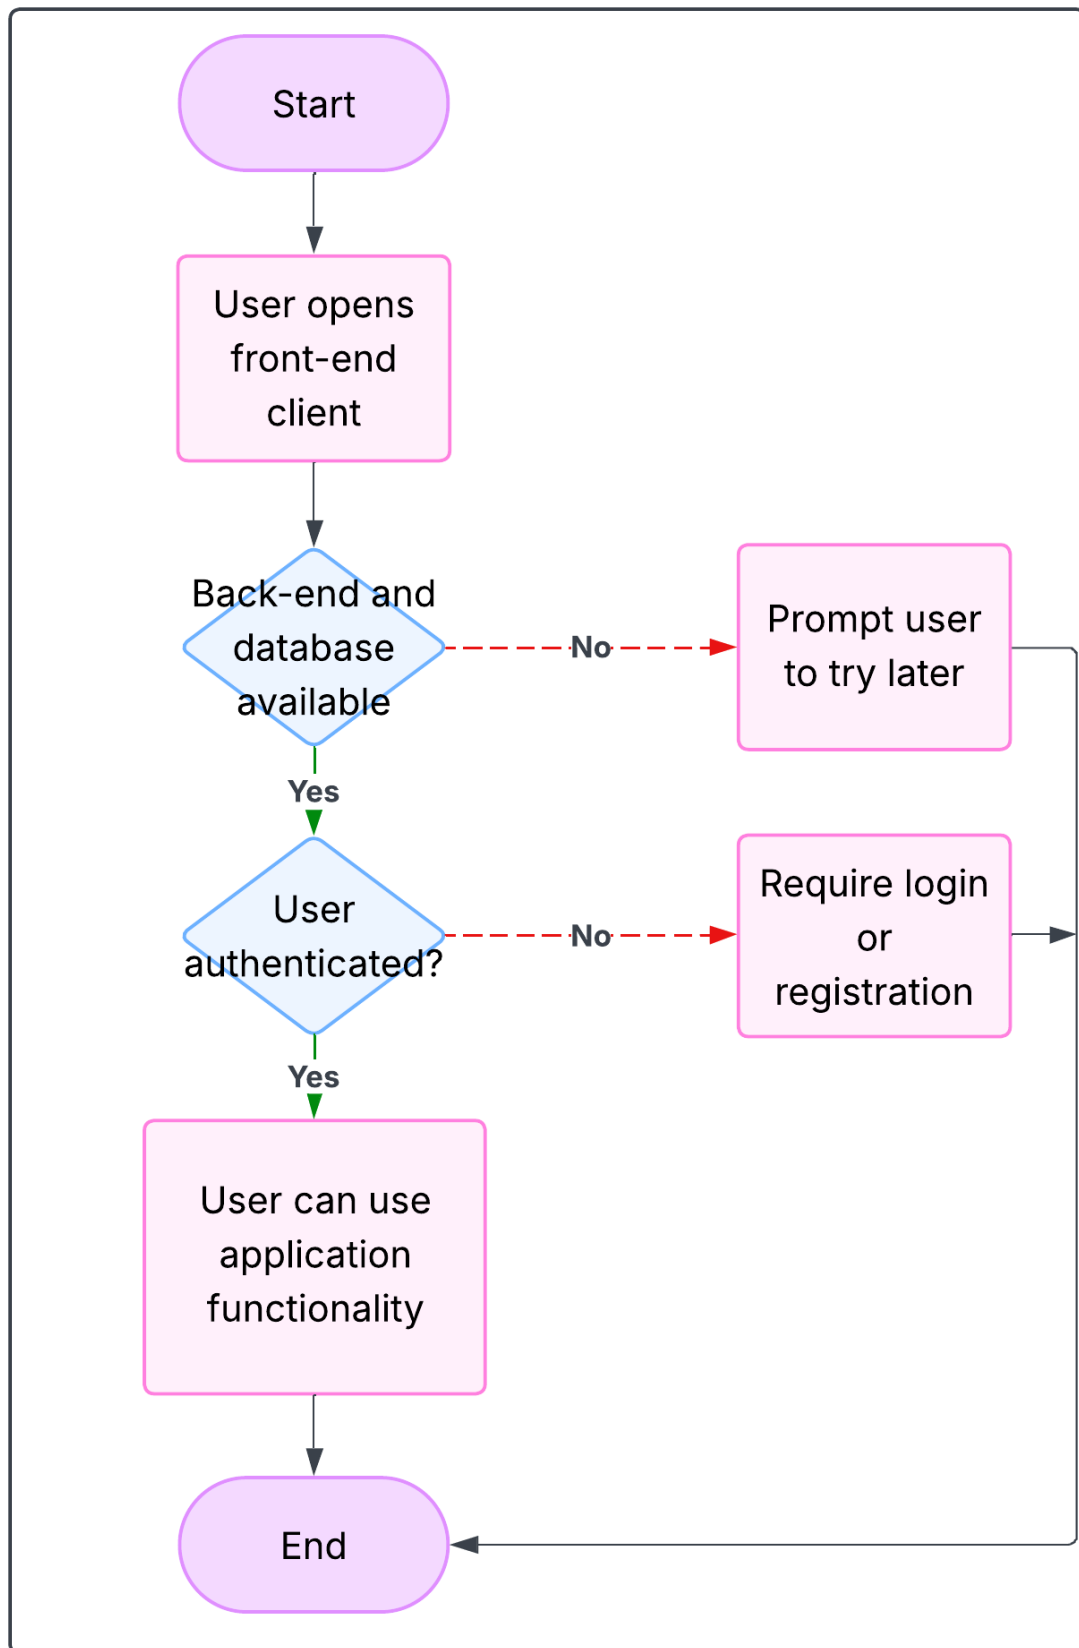 Start
User opens
front-end
client
Back-end and
database
available
No
Prompt user
to try later
Yes
User
authenticated?
No
Require login
or
registration
Yes
User can use
application
functionality
End